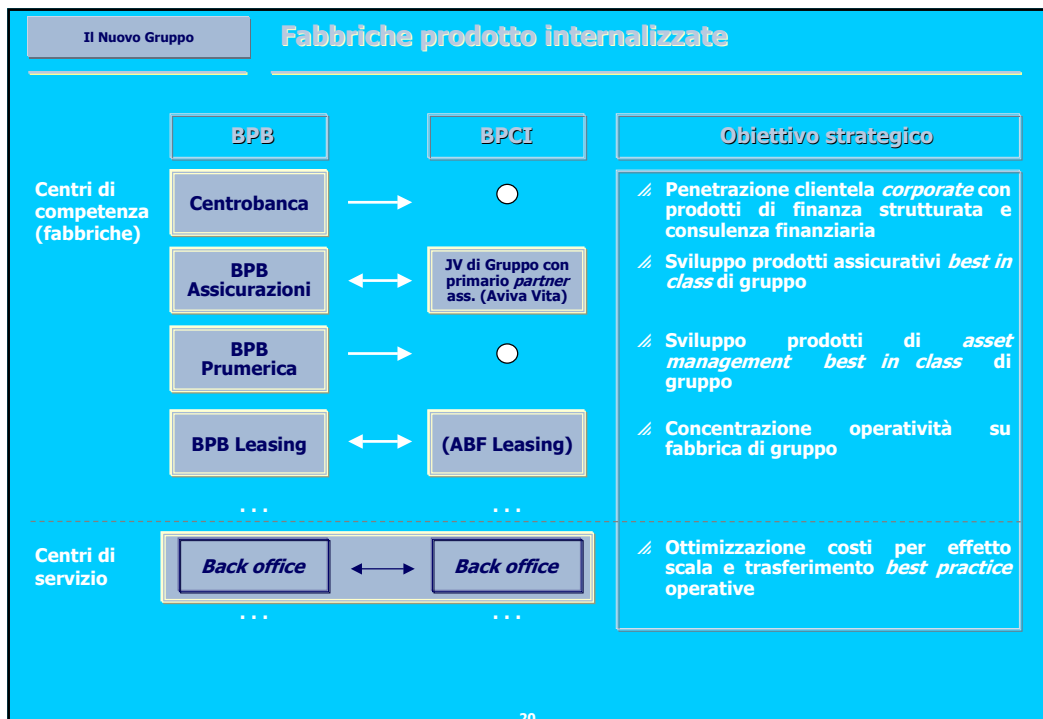 Il Nuovo Gruppo
Fabbriche prodotto internalizzate
BPB
BPCI
Obiettivo strategico
Centri di
competenza
(fabbriche)
Centrobanca
Penetrazione clientela corporate con
prodotti di finanza strutturata e
consulenza finanziaria
BPB
Assicurazioni
JV di Gruppo con
primario partner
ass. (Aviva Vita)
Sviluppo prodotti assicurativi best in
class di gruppo
BPB
Prumerica
Sviluppo prodotti di asset
management best in class di
gruppo
BPB Leasing
(ABF Leasing)
Concentrazione operatività su
fabbrica di gruppo
. . .
. . .
Centri di
servizio
Back office
Back office
Ottimizzazione costi per effetto
scala e trasferimento best practice
operative
. . .
. . .
20